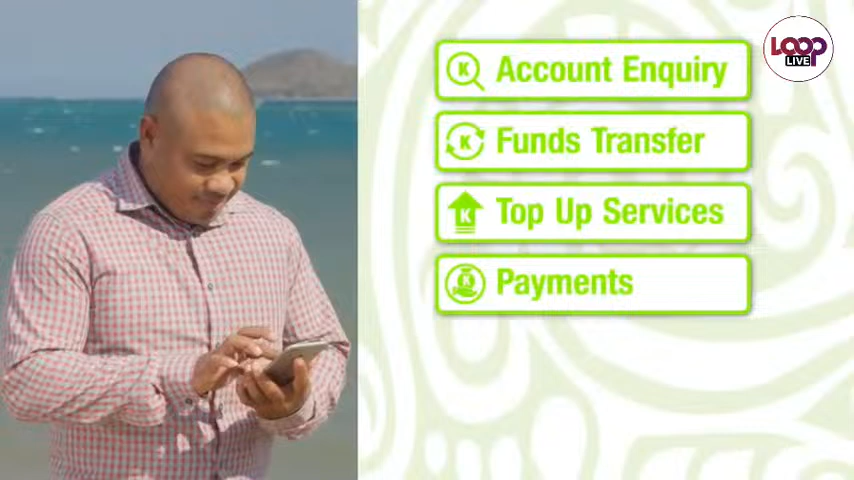 LOOP
LIVE
K Account Enquiry
K Funds Transfer
K Top Up Services
K Payments